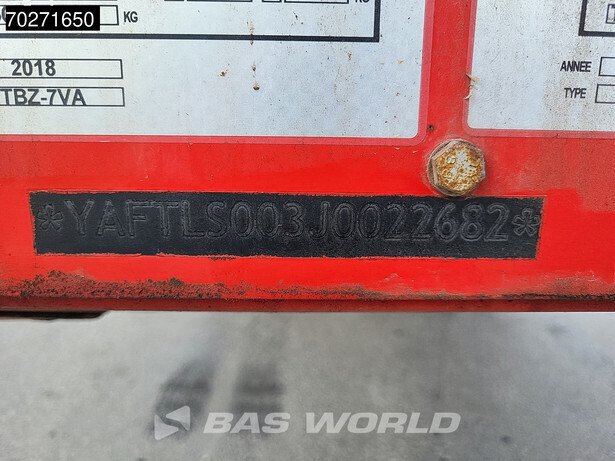 70271650
KG
2018
TBZ-7VA
ANNEE
TYPE
*YAFTLS003J0022682*
BAS WORLD